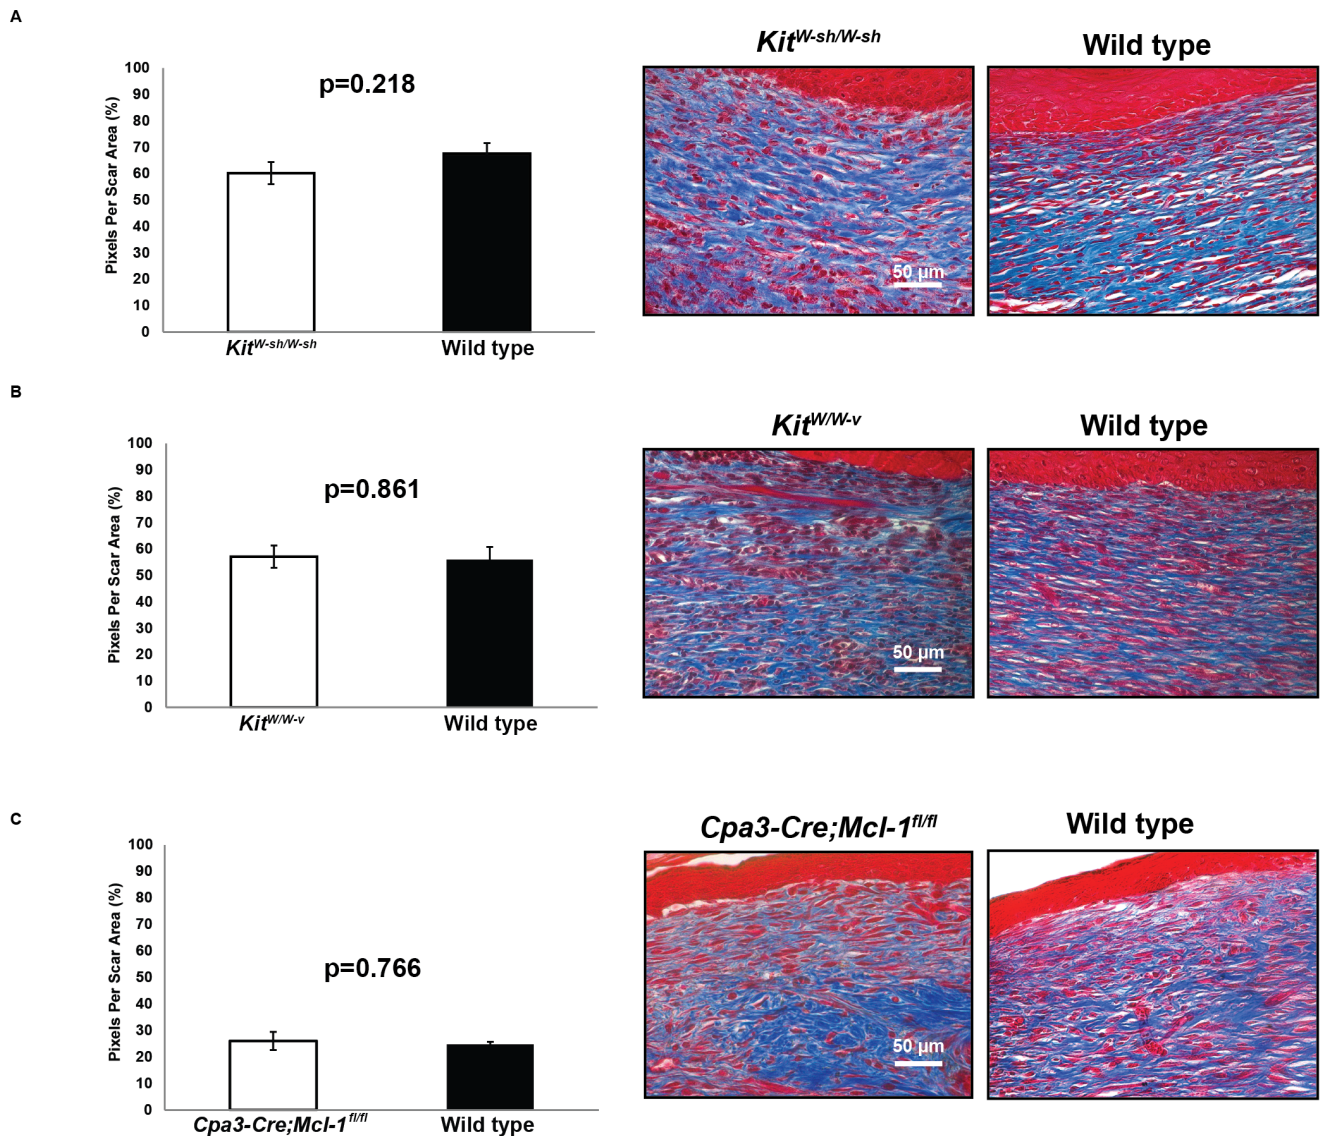 A
Kit^W-sh/W-sh
Wild type
p=0.218
Pixels Per Scar Area (%)
100
90
80
70
60
50
40
30
20
10
0
Kit^W-sh/W-sh
Wild type
50 µm
B
Kit^W/W-v
Wild type
p=0.861
Pixels Per Scar Area (%)
100
90
80
70
60
50
40
30
20
10
0
Kit^W/W-v
Wild type
50 µm
C
Cpa3-Cre;Mcl-1^fl/fl
Wild type
p=0.766
Pixels Per Scar Area (%)
100
90
80
70
60
50
40
30
20
10
0
Cpa3-Cre;Mcl-1^fl/fl
Wild type
50 µm